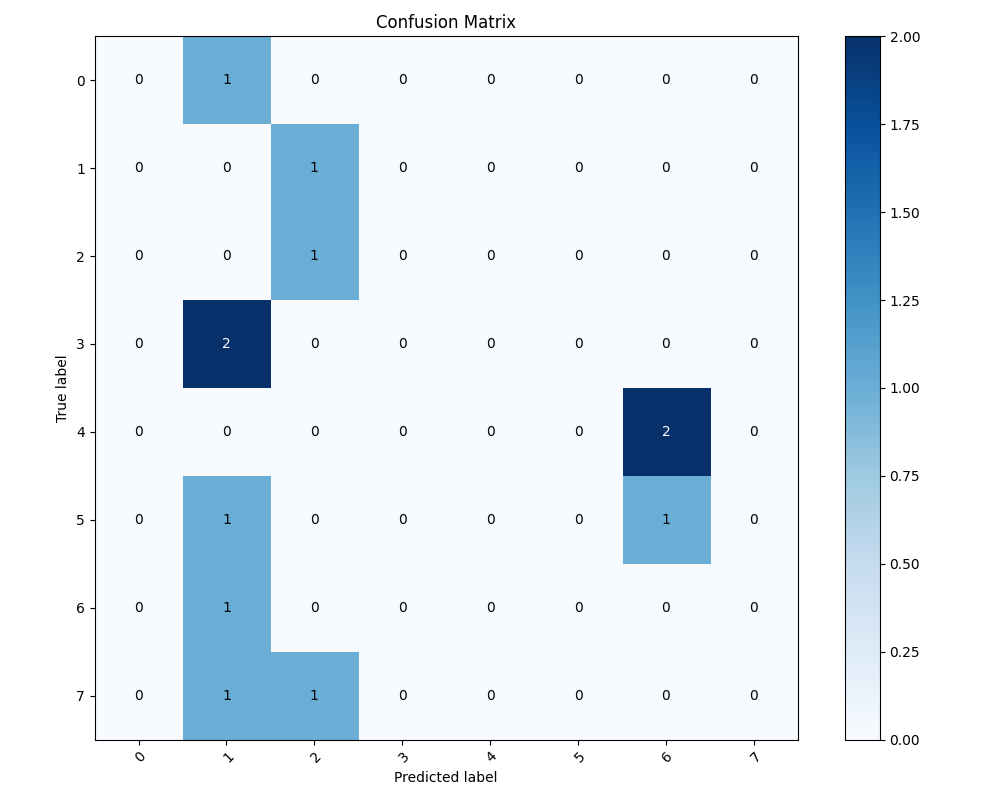 Confusion Matrix
0 0 1 0 0 0 0 0 0
1 0 0 1 0 0 0 0 0
2 0 0 1 0 0 0 0 0
3 0 2 0 0 0 0 0 0
4 0 0 0 0 0 0 2 0
5 0 1 0 0 0 0 1 0
6 0 1 0 0 0 0 0 0
7 0 1 1 0 0 0 0 0
0 1 2 3 4 5 6 7
True label
Predicted label
2.00
1.75
1.50
1.25
1.00
0.75
0.50
0.25
0.00